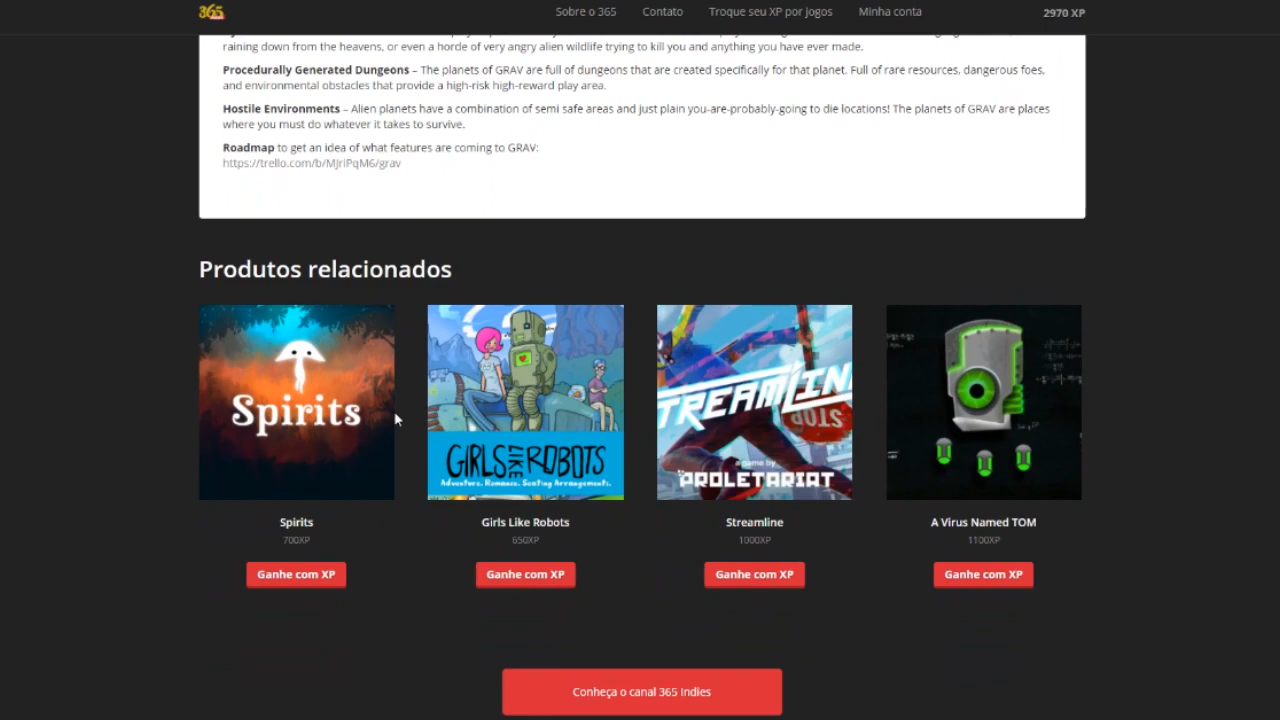 365
Sobre o 365 Contato Troque seu XP por jogos Minha conta 2970 XP
raining down from the heavens, or even a horde of very angry alien wildlife trying to kill you and anything you have ever made.
Procedurally Generated Dungeons – The planets of GRAV are full of dungeons that are created specifically for that planet. Full of rare resources, dangerous foes,
and environmental obstacles that provide a high-risk high-reward play area.
Hostile Environments – Alien planets have a combination of semi safe areas and just plain you-are-probably-going to die locations! The planets of GRAV are places
where you must do whatever it takes to survive.
Roadmap to get an idea of what features are coming to GRAV:
https://trello.com/b/MJriPqM6/grav
Produtos relacionados
Spirits
GIRLS LIKE ROBOTS
Adventure. Romance. Seating Arrangements.
TREAMLIN
STOP
a game by
PROLETARIAT
Spirits
700XP
Ganhe com XP
Girls Like Robots
650XP
Ganhe com XP
Streamline
1000XP
Ganhe com XP
A Virus Named TOM
1100XP
Ganhe com XP
Conheça o canal 365 Indies